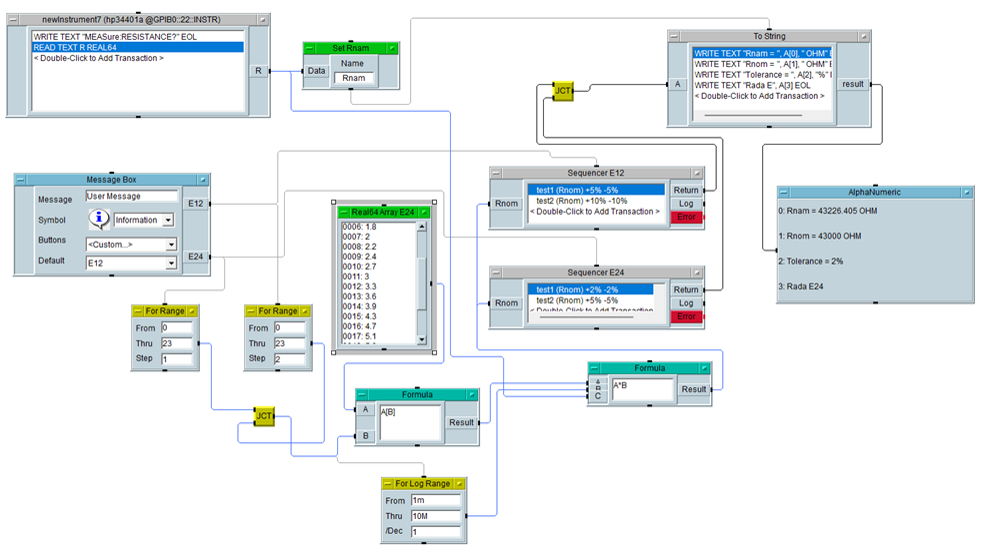 newInstrument7 (hp34401a @GPIB0::22::INSTR)
WRITE TEXT "MEASure:RESISTANCE?" EOL
READ TEXT R REAL64
< Double-Click to Add Transaction >
R
Set Rnam
Data
Name
Rnam
To String
A
WRITE TEXT "Rnam = ", A[0], " OHM" E
WRITE TEXT "Rnom = ", A[1], " OHM" E
WRITE TEXT "Tolerance = ", A[2], "%"
WRITE TEXT "Rada E", A[3] EOL
< Double-Click to Add Transaction >
result
JCT
Message Box
Message
User Message
Symbol
Information
Buttons
<Custom...>
Default
E12
E12
E24
Real64 Array E24
0006: 1.8
0007: 2
0008: 2.2
0009: 2.4
0010: 2.7
0011: 3
0012: 3.3
0013: 3.6
0014: 3.9
0015: 4.3
0016: 4.7
0017: 5.1
Sequencer E12
Rnom
test1 (Rnom) +5% -5%
test2 (Rnom) +10% -10%
< Double-Click to Add Transaction >
Return
Log
Error
Sequencer E24
Rnom
test1 (Rnom) +2% -2%
test2 (Rnom) +5% -5%
< Double-Click to Add Transaction
Return
Log
Error
AlphaNumeric
0: Rnam = 43226.405 OHM
1: Rnom = 43000 OHM
2: Tolerance = 2%
3: Rada E24
For Range
From 0
Thru 23
Step 1
For Range
From 0
Thru 23
Step 2
JCT
Formula
A
B
A[B]
Result
Formula
A
B
C
A*B
Result
For Log Range
From 1m
Thru 10M
/Dec 1